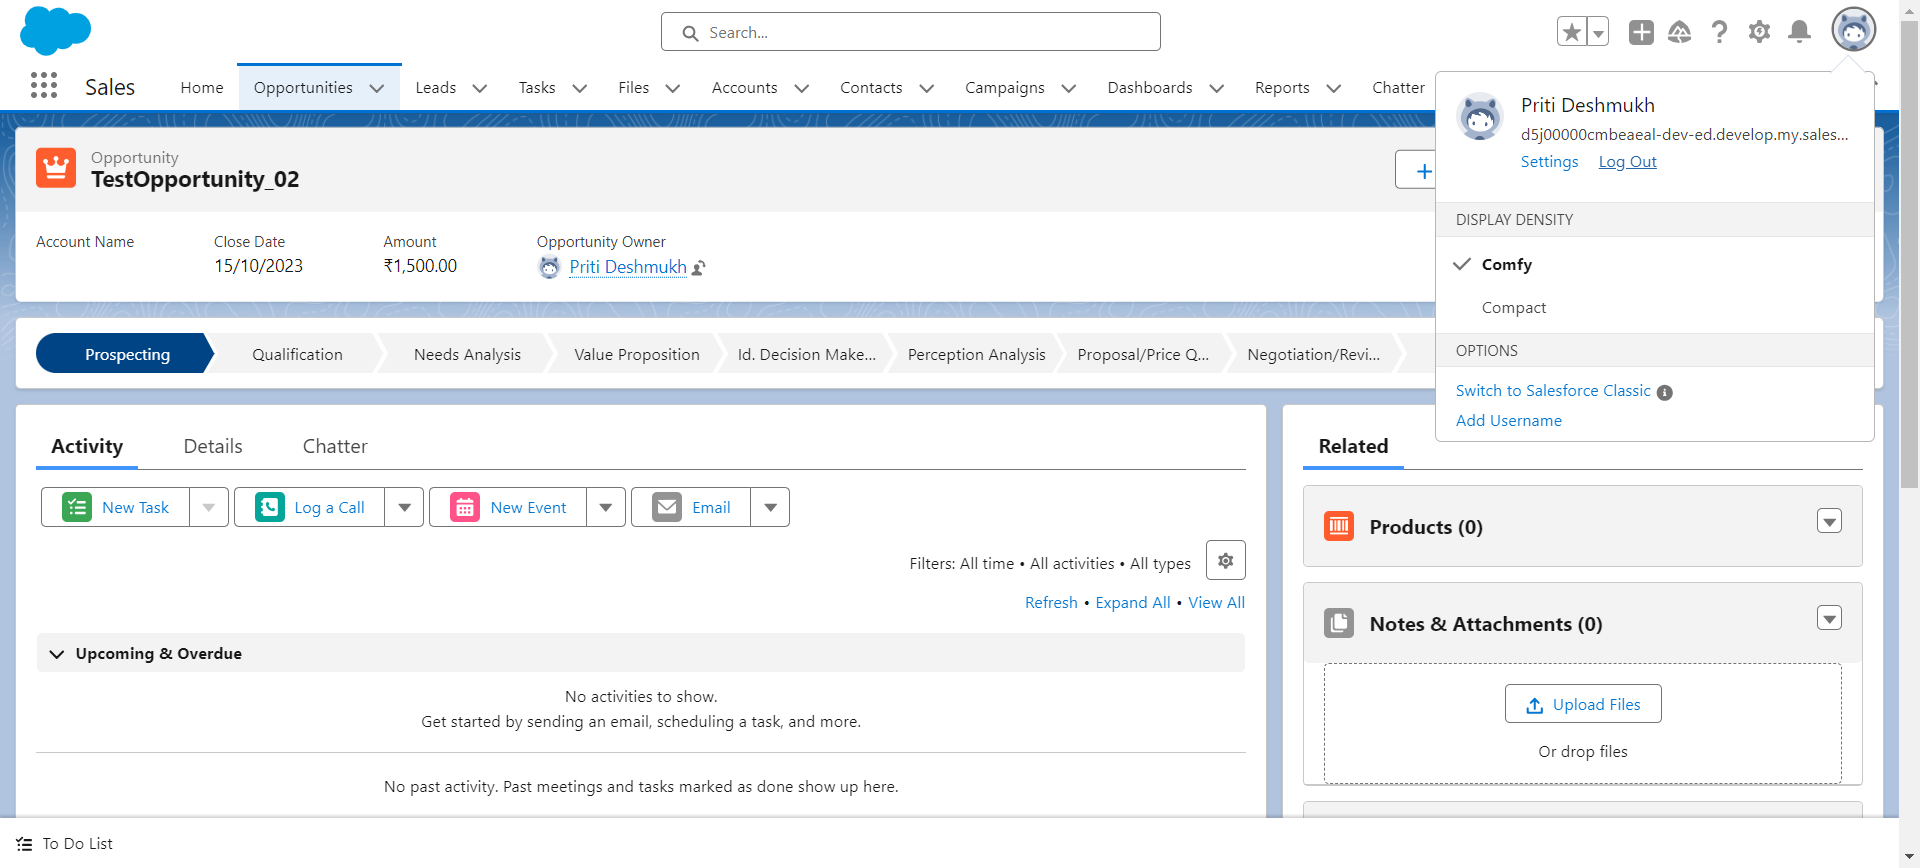 Search...
Sales
Home
Opportunities
Leads
Tasks
Files
Accounts
Contacts
Campaigns
Dashboards
Reports
Chatter
Priti Deshmukh
d5j00000cmbeaeal-dev-ed.develop.my.sales...
Settings
Log Out
DISPLAY DENSITY
Comfy
Compact
OPTIONS
Switch to Salesforce Classic
Add Username
Opportunity
TestOpportunity_02
Account Name
Close Date
15/10/2023
Amount
₹1,500.00
Opportunity Owner
Priti Deshmukh
Prospecting
Qualification
Needs Analysis
Value Proposition
Id. Decision Make...
Perception Analysis
Proposal/Price Q...
Negotiation/Revi...
Activity
Details
Chatter
New Task
Log a Call
New Event
Email
Filters: All time • All activities • All types
Refresh • Expand All • View All
Upcoming & Overdue
No activities to show.
Get started by sending an email, scheduling a task, and more.
No past activity. Past meetings and tasks marked as done show up here.
Related
Products (0)
Notes & Attachments (0)
Upload Files
Or drop files
To Do List